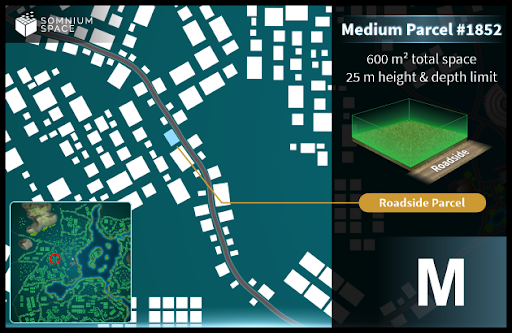 SOMNIUM
SPACE
Medium Parcel #1852
600 m² total space
25 m height & depth limit
Roadside
Roadside Parcel
M